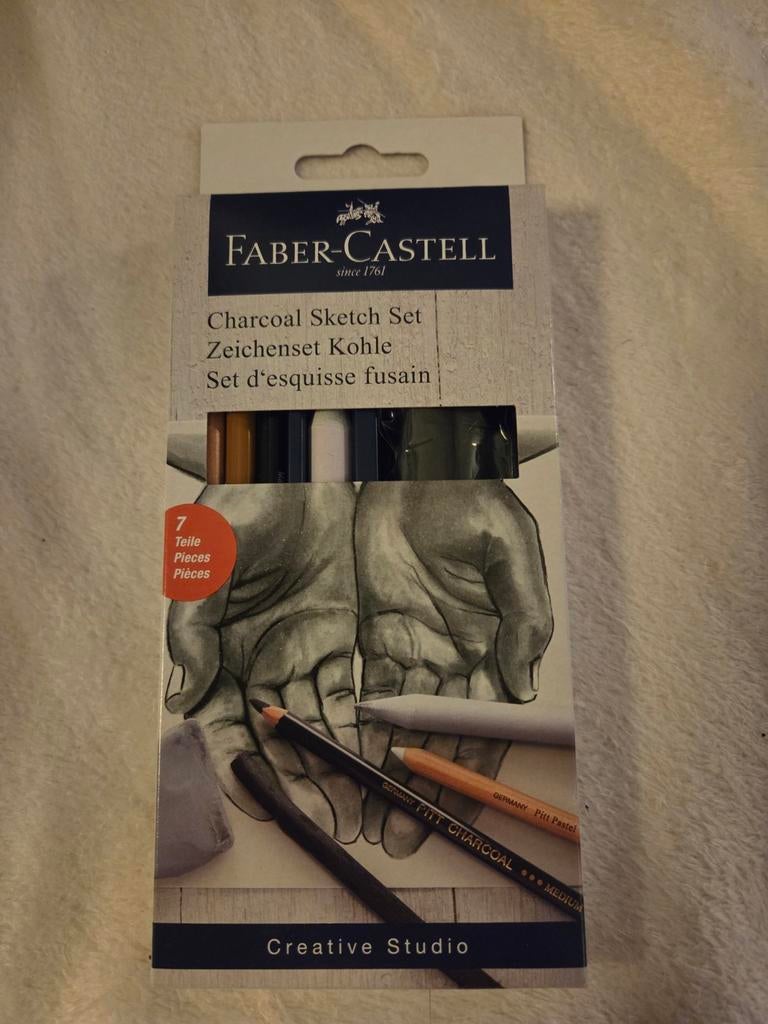 FABER-CASTELL
since 1761
Charcoal Sketch Set
Zeichenset Kohle
Set d'esquisse fusain
7
Teile
Pieces
Pièces
GERMANY PITT CHARCOAL MEDIUM
GERMANY Pitt Pastel
Creative Studio